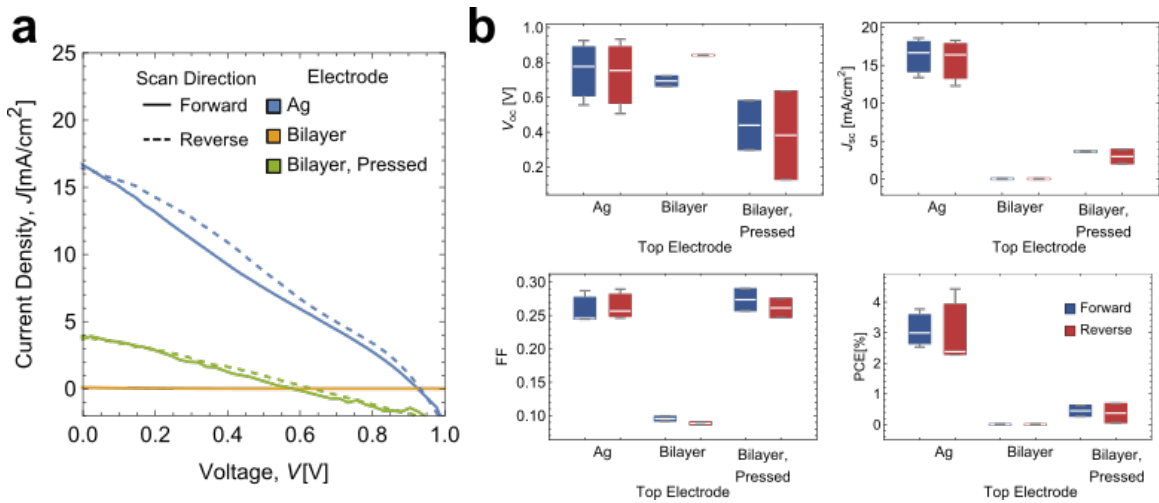 a
25
20
15
10
5
0
0.0 0.2 0.4 0.6 0.8 1.0
Current Density, J[mA/cm²]
Voltage, V[V]
Scan Direction
Forward
Reverse
Electrode
Ag
Bilayer
Bilayer, Pressed
b
1.0
0.8
0.6
0.4
0.2
Voc [V]
Ag Bilayer Bilayer,
Pressed
Top Electrode
20
15
10
5
0
Jsc [mA/cm²]
Ag Bilayer Bilayer,
Pressed
Top Electrode
0.30
0.25
0.20
0.15
0.10
FF
Ag Bilayer Bilayer,
Pressed
Top Electrode
4
3
2
1
0
PCE[%]
Forward
Reverse
Ag Bilayer Bilayer,
Pressed
Top Electrode